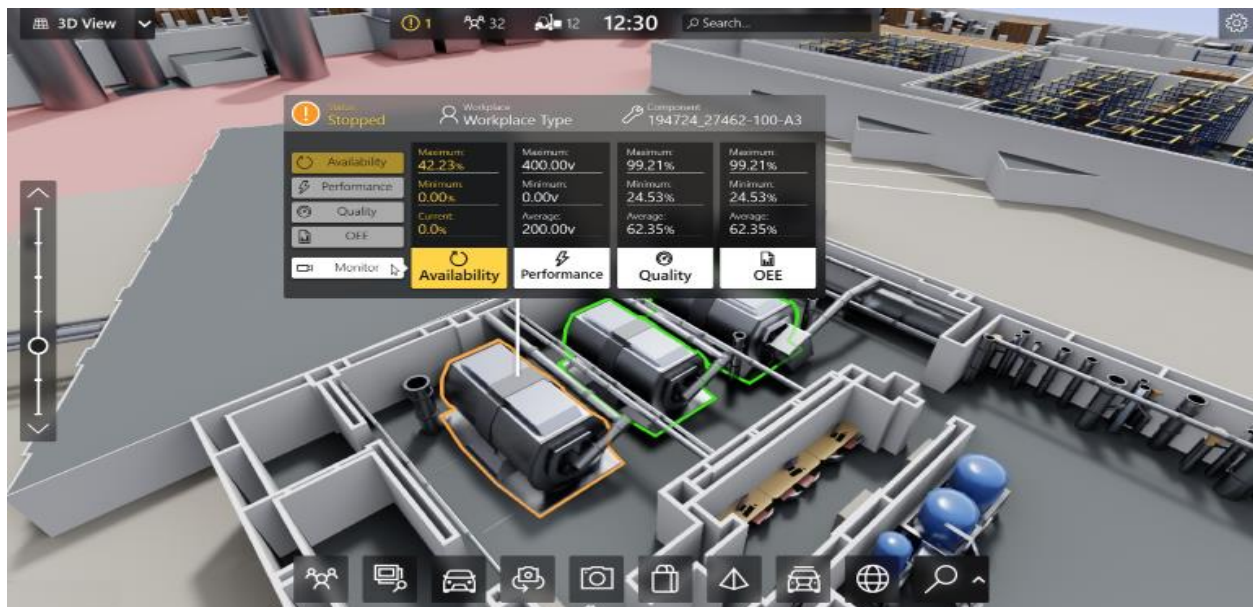 3D View
1
32
12
12:30
Search...
Status
Stopped
Workplace
Workplace Type
Component
194724_27462-100-A3
Availability
Performance
Quality
OEE
Monitor
Maximum:
42.23%
Minimum:
0.00%
Current:
0.0%
Availability
Maximum:
400.00v
Minimum:
0.00v
Average:
200.00v
Performance
Maximum:
99.21%
Minimum:
24.53%
Average:
62.35%
Quality
Maximum:
99.21%
Minimum:
24.53%
Average:
62.35%
OEE